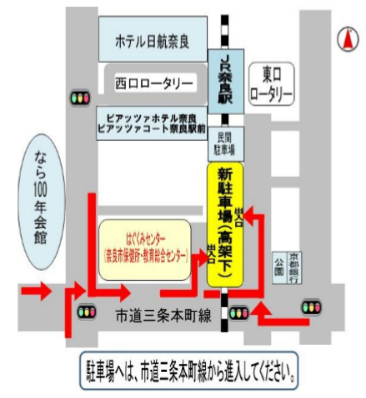 ホテル日航奈良
JR奈良駅
西口ロータリー
東口
ロータリー
ピアッツァホテル奈良
ピアッツァコート奈良駅前
民間
駐車場
なら100年会館
新駐車場(高架下)
出入口
出入口
はぐくみセンター
(奈良市保健所・教育総合センター)
公園
京都銀行
市道三条本町線
駐車場へは、市道三条本町線から進入してください。